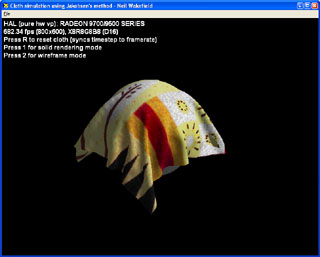 Cloth simulation using Jakobsen's method - Neil Wakefield
File
HAL (pure hw vp): RADEON 9700/9500 SERIES
682.34 fps (800x600), X8R8G8B8 (D16)
Press R to reset cloth (syncs timestep to framerate)
Press 1 for solid rendering mode
Press 2 for wireframe mode